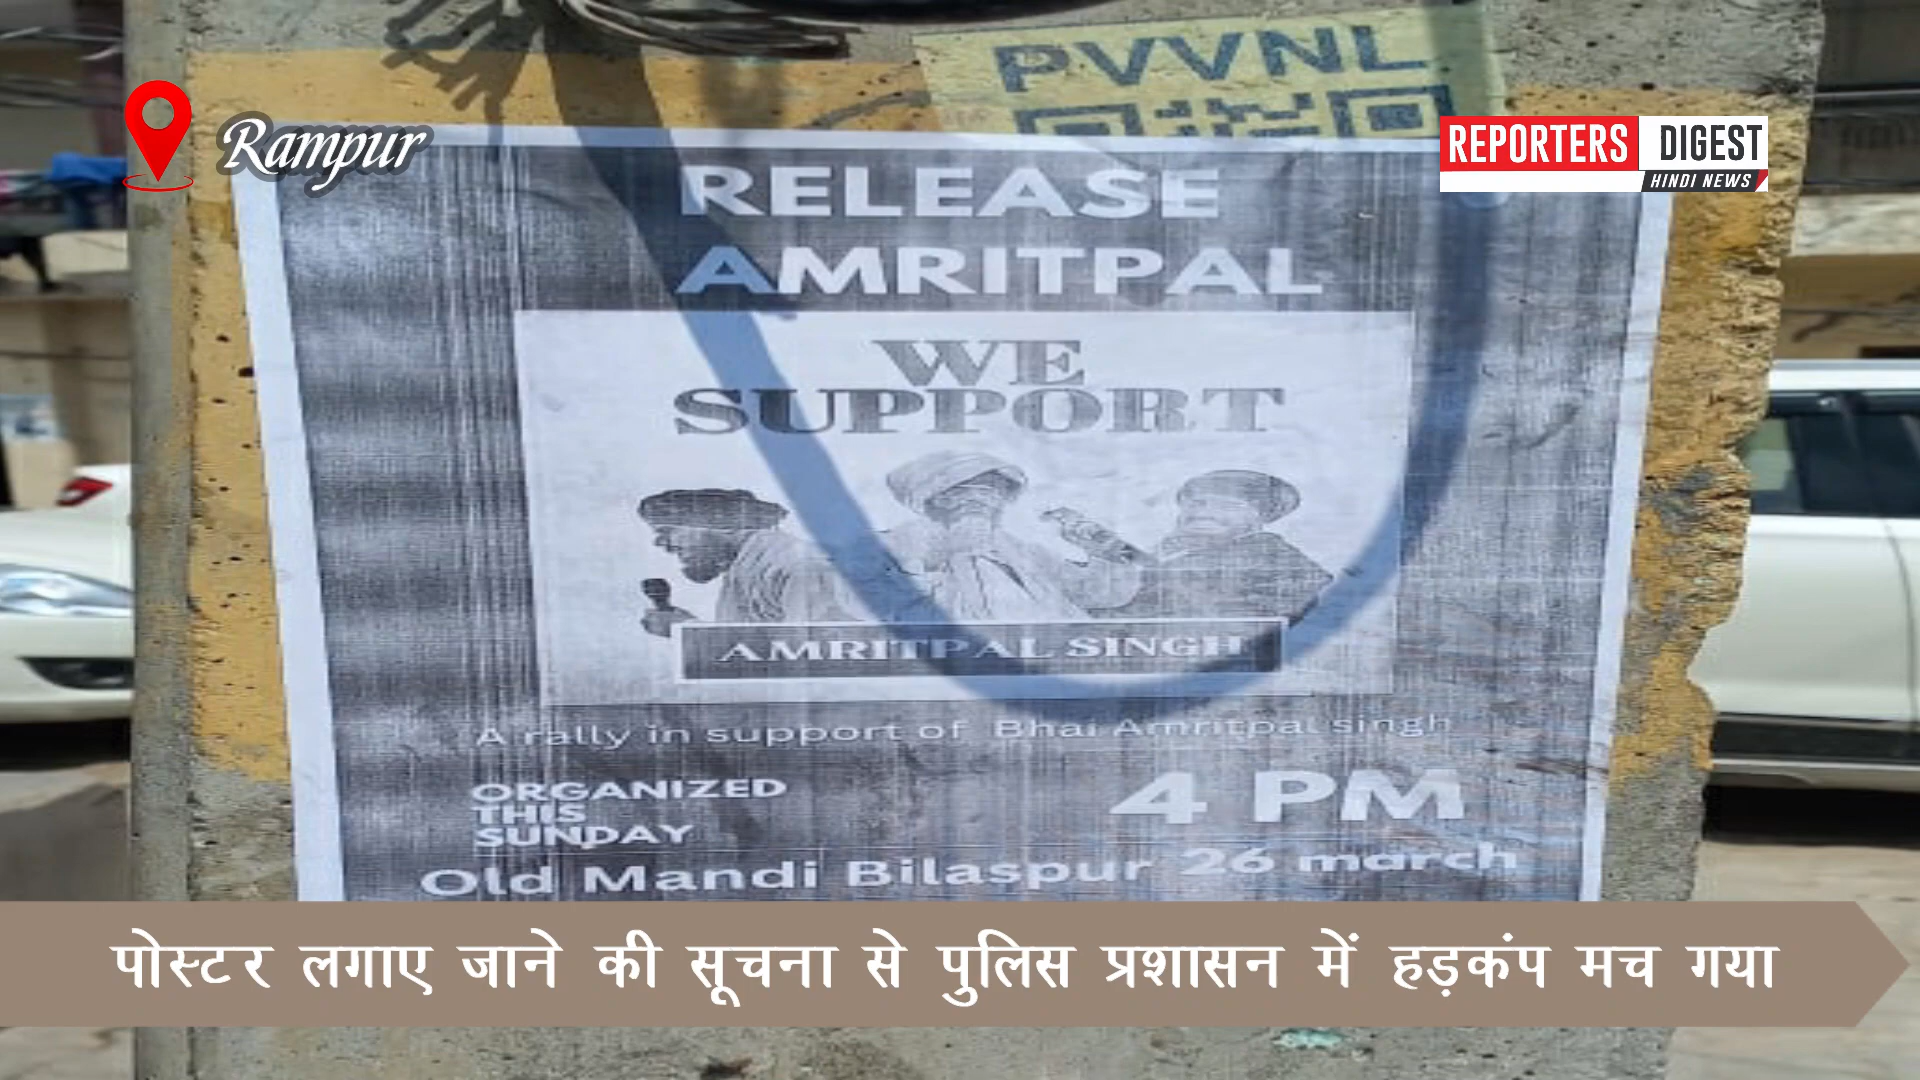 PVVNL
Rampur
REPORTERS DIGEST
HINDI NEWS
RELEASE
AMRITPAL
WE
SUPPORT
AMRITPAL SINGH
A rally in support of Bhai Amritpal singh
ORGANIZED
THIS
SUNDAY
4 PM
Old Mandi Bilaspur 26 march
पोस्टर लगाए जाने की सूचना से पुलिस प्रशासन में हड़कंप मच गया